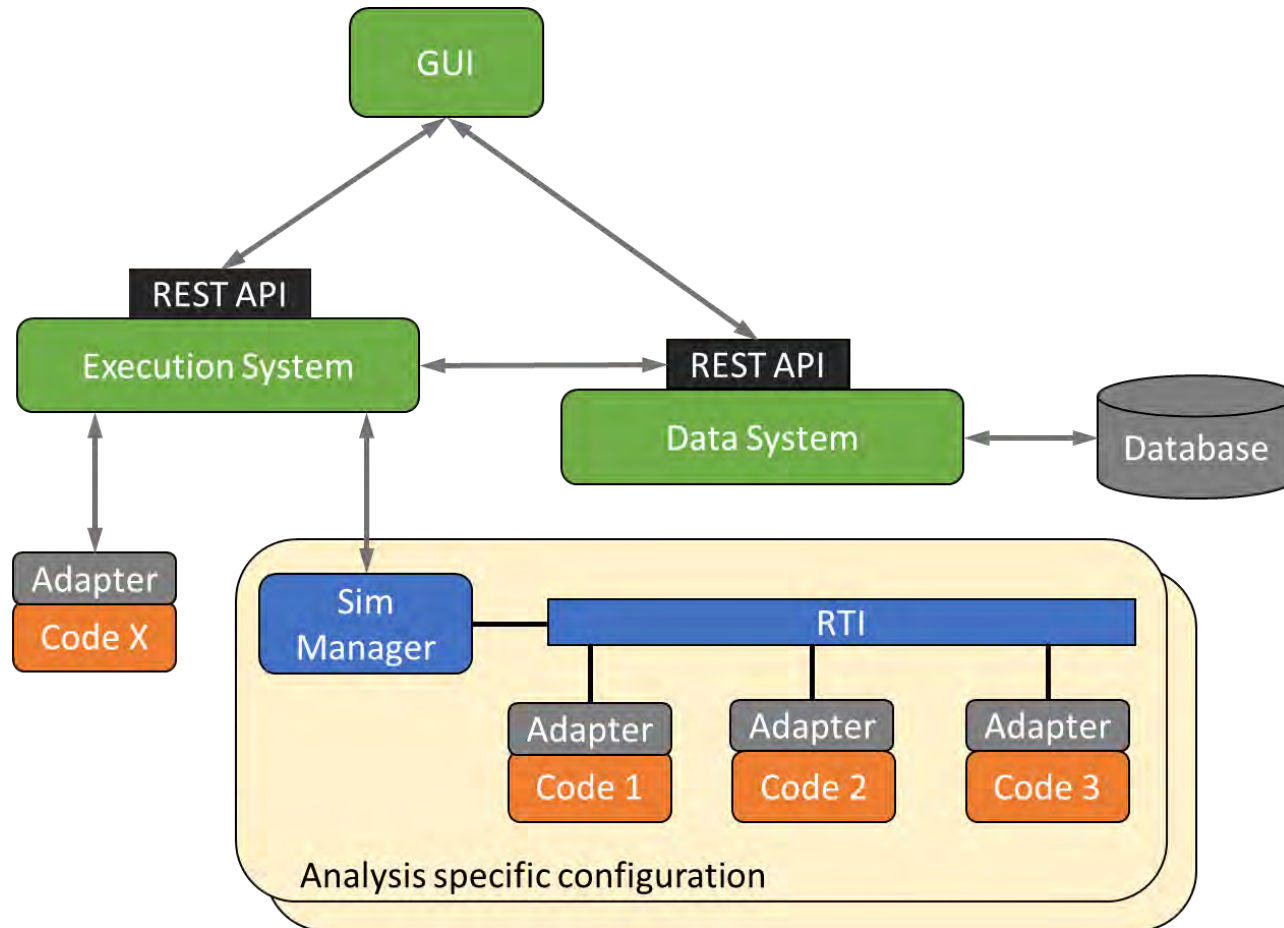 GUI
REST API
Execution System
REST API
Data System
Database
Adapter
Code X
Sim
Manager
RTI
Adapter
Code 1
Adapter
Code 2
Adapter
Code 3
Analysis specific configuration